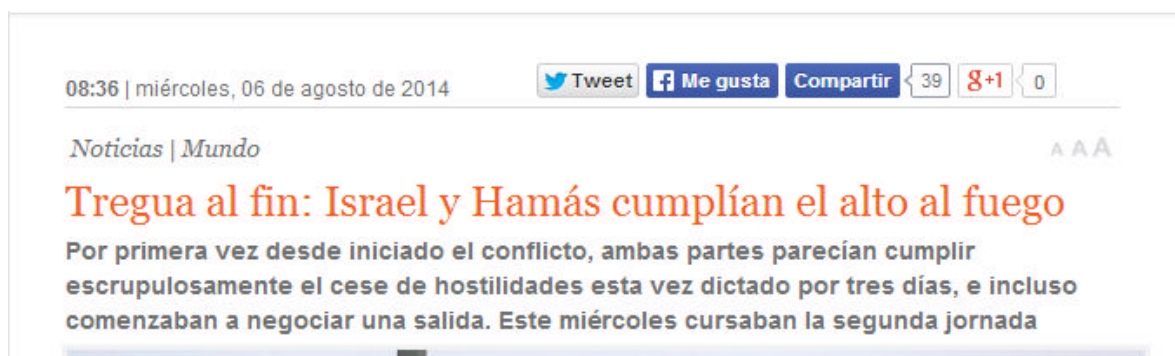 08:36 | miércoles, 06 de agosto de 2014 Tweet Me gusta Compartir 39 g+1 0
Noticias | Mundo A A A
Tregua al fin: Israel y Hamás cumplían el alto al fuego
Por primera vez desde iniciado el conflicto, ambas partes parecían cumplir
escrupulosamente el cese de hostilidades esta vez dictado por tres días, e incluso
comenzaban a negociar una salida. Este miércoles cursaban la segunda jornada